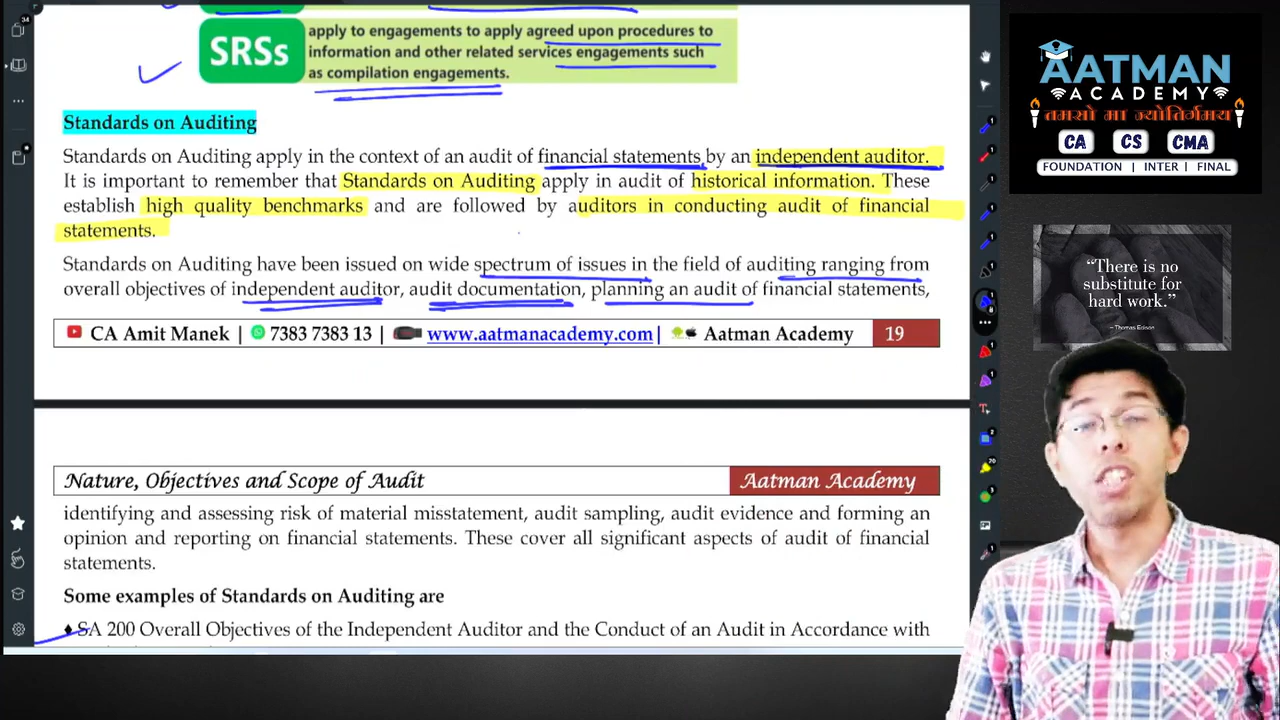 SRSs
apply to engagements to apply agreed upon procedures to
information and other related services engagements such
as compilation engagements.
Standards on Auditing
Standards on Auditing apply in the context of an audit of financial statements by an independent auditor.
It is important to remember that Standards on Auditing apply in audit of historical information. These
establish high quality benchmarks and are followed by auditors in conducting audit of financial
statements.
Standards on Auditing have been issued on wide spectrum of issues in the field of auditing ranging from
overall objectives of independent auditor, audit documentation, planning an audit of financial statements,
CA Amit Manek | 7383 7383 13 | www.aatmanacademy.com | Aatman Academy 19
Nature, Objectives and Scope of Audit Aatman Academy
identifying and assessing risk of material misstatement, audit sampling, audit evidence and forming an
opinion and reporting on financial statements. These cover all significant aspects of audit of financial
statements.
Some examples of Standards on Auditing are
♦ SA 200 Overall Objectives of the Independent Auditor and the Conduct of an Audit in Accordance with
AATMAN
ACADEMY
तमसो मा ज्योतिर्गमय
CA CS CMA
FOUNDATION | INTER | FINAL
“There is no
substitute for
hard work.”
– Thomas Edison